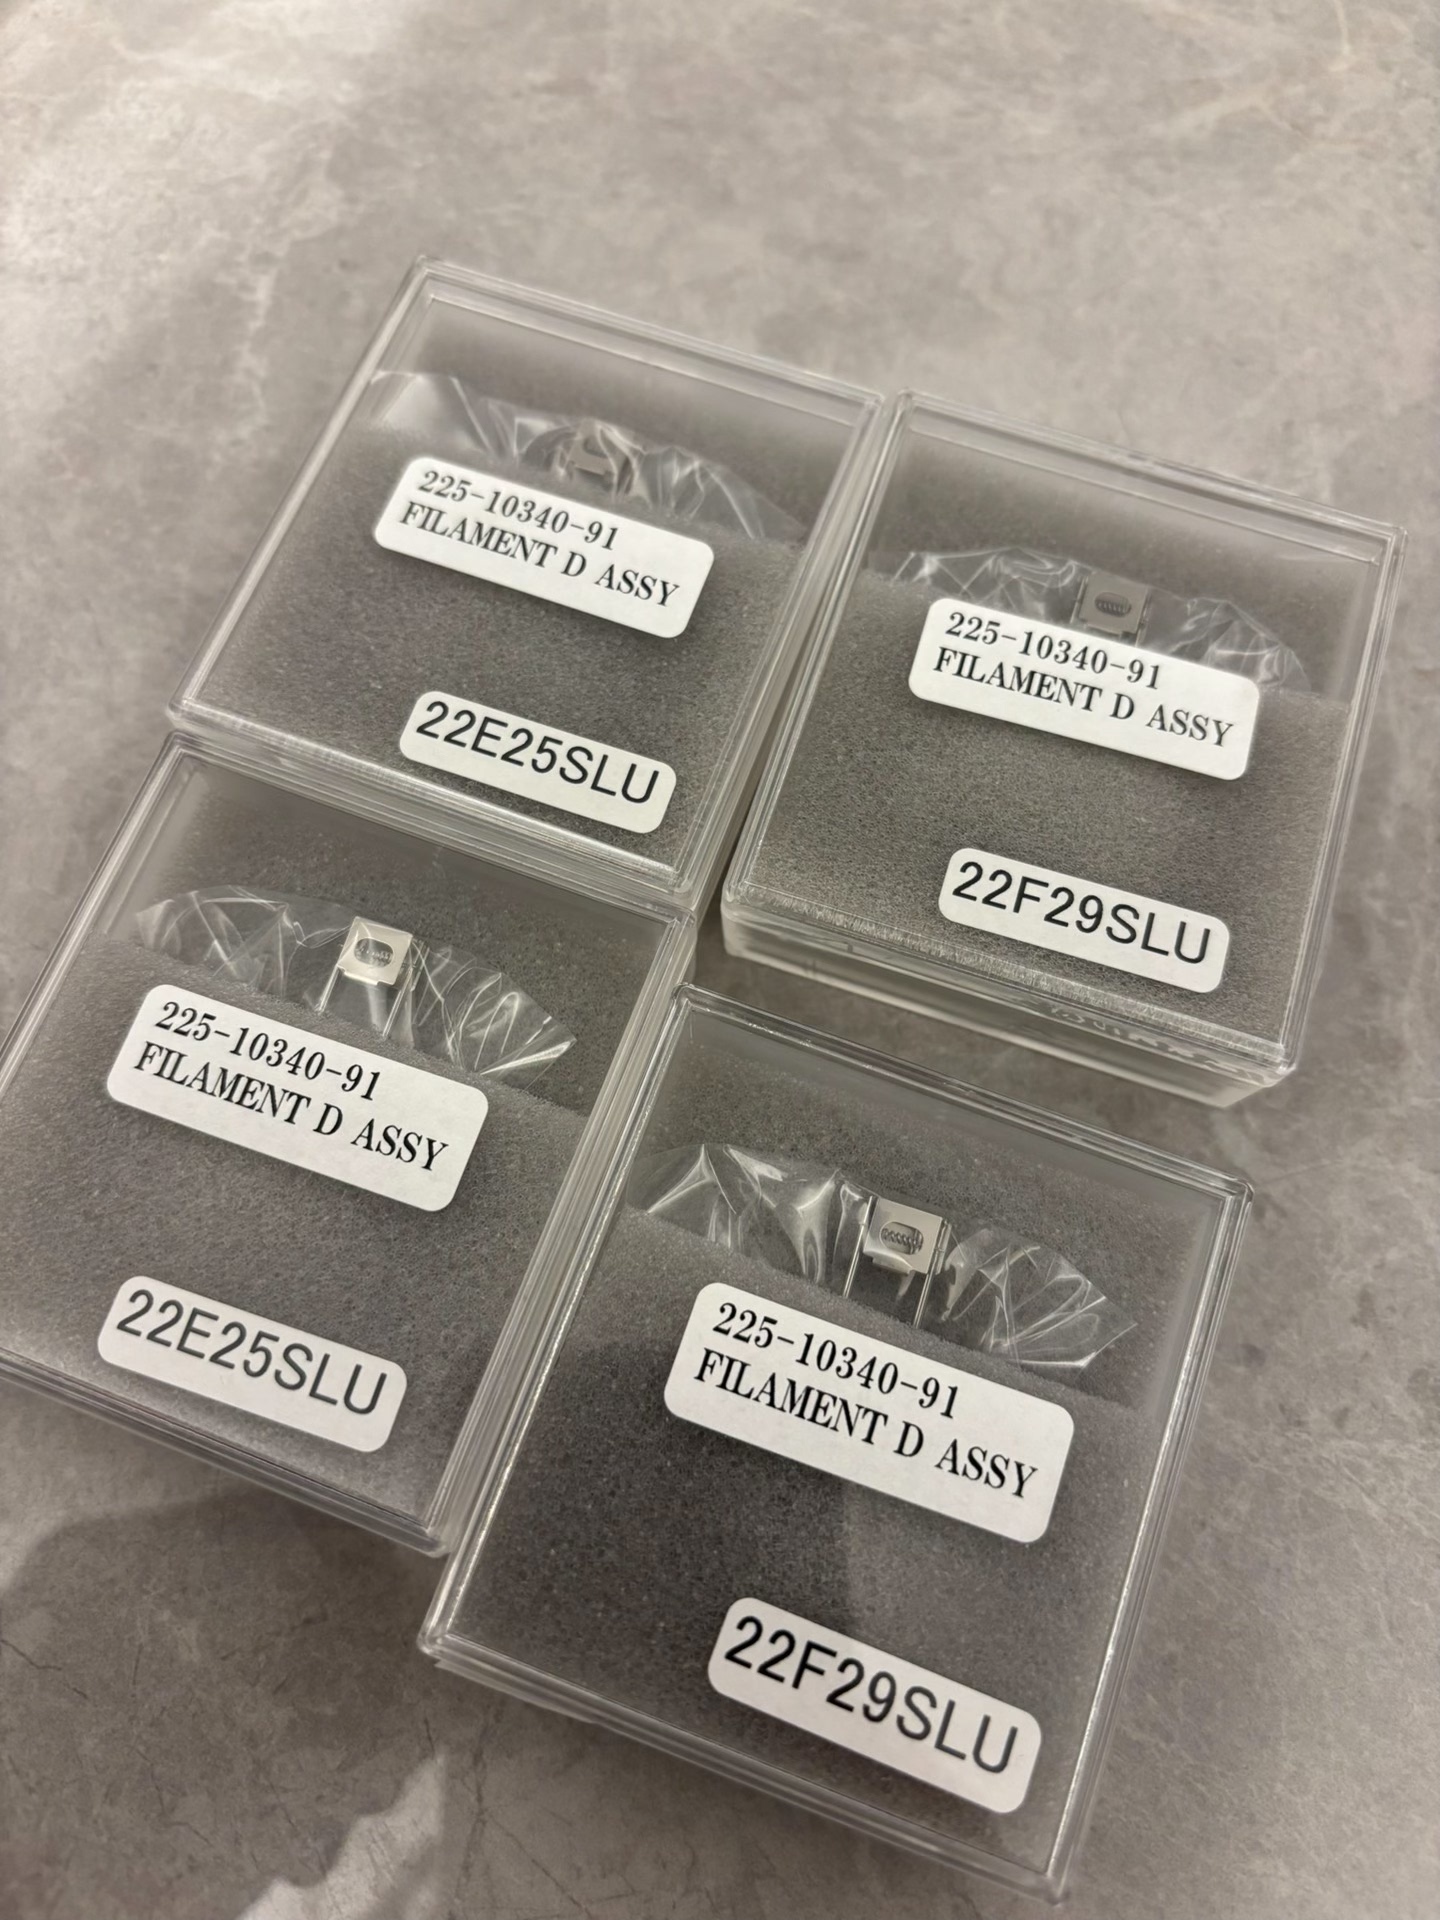 225-10340-91
FILAMENT D ASSY
22E25SLU
225-10340-91
FILAMENT D ASSY
22F29SLU
225-10340-91
FILAMENT D ASSY
22E25SLU
225-10340-91
FILAMENT D ASSY
22F29SLU